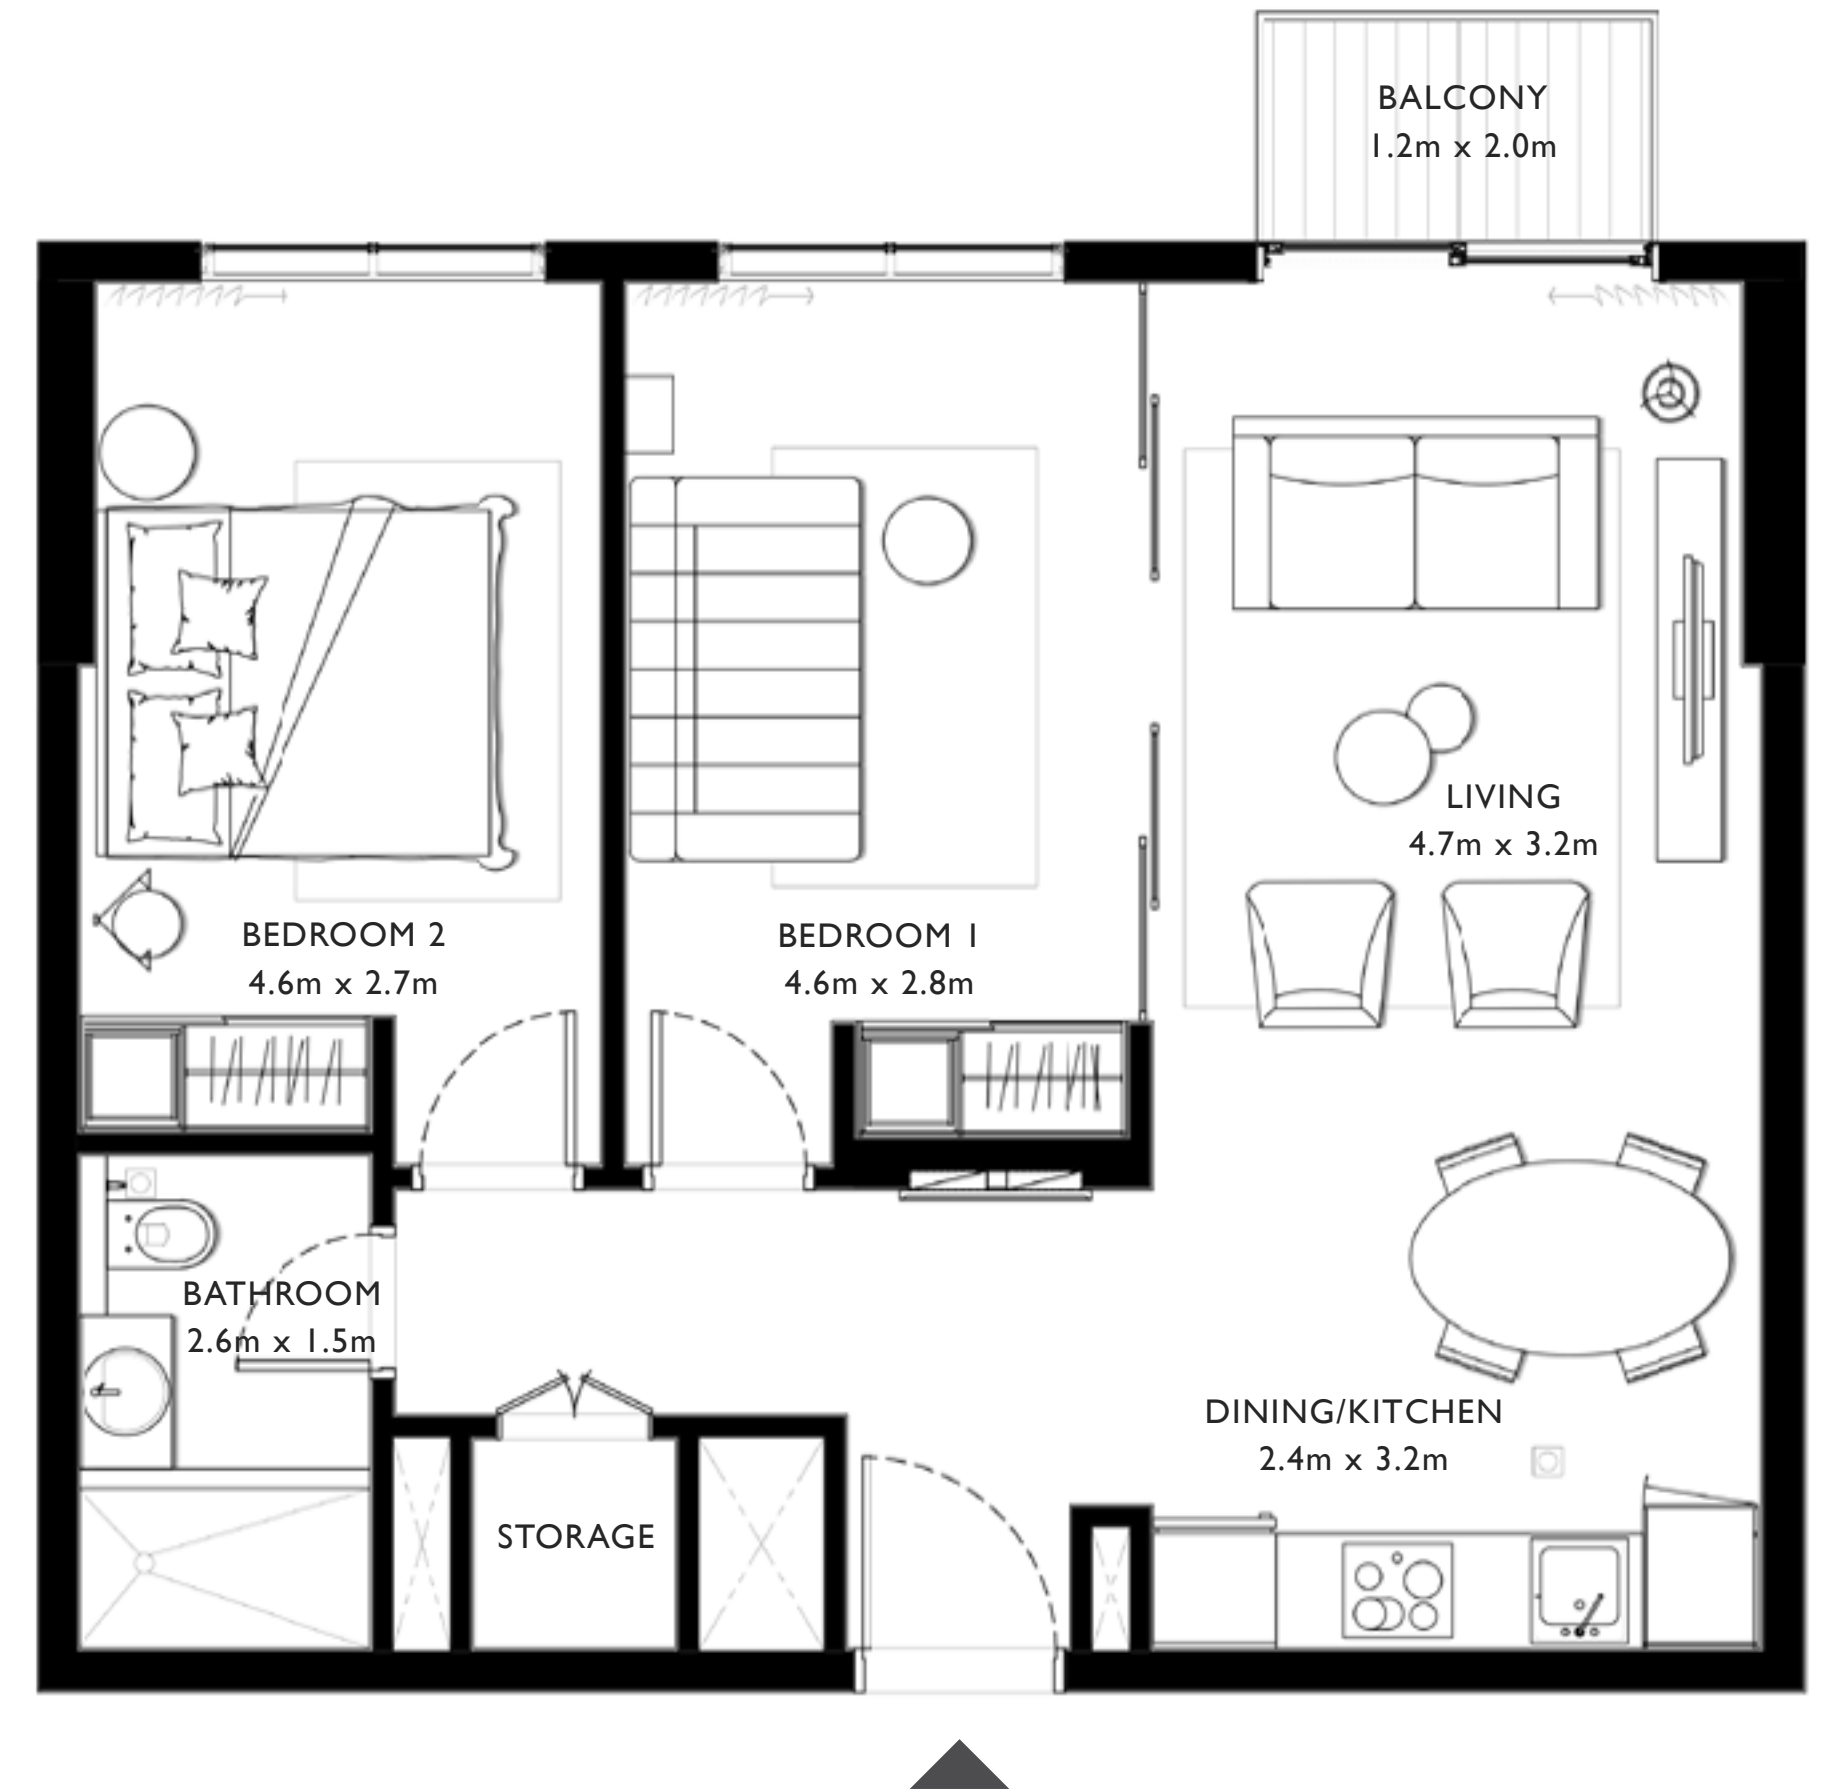 BALCONY
1.2m x 2.0m
LIVING
4.7m x 3.2m
BEDROOM 2
4.6m x 2.7m
BEDROOM 1
4.6m x 2.8m
BATHROOM
2.6m x 1.5m
DINING/KITCHEN
2.4m x 3.2m
STORAGE